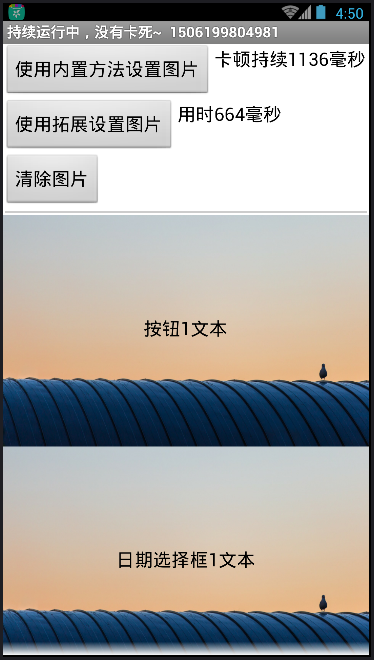 4:50
持续运行中，没有卡死~ 1506199804981
使用内置方法设置图片 卡顿持续1136毫秒
使用拓展设置图片 用时664毫秒
清除图片
按钮1文本
日期选择框1文本